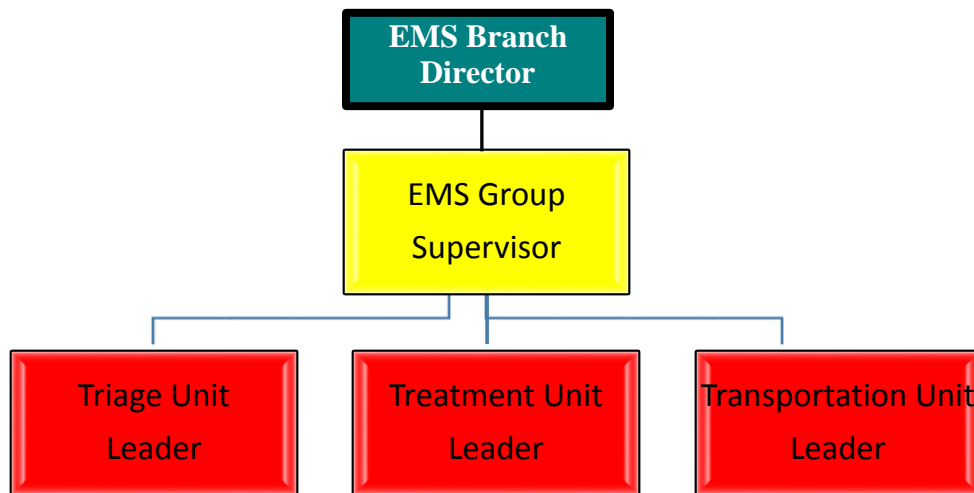 EMS Branch
Director
EMS Group
Supervisor
Triage Unit
Leader
Treatment Unit
Leader
Transportation Unit
Leader